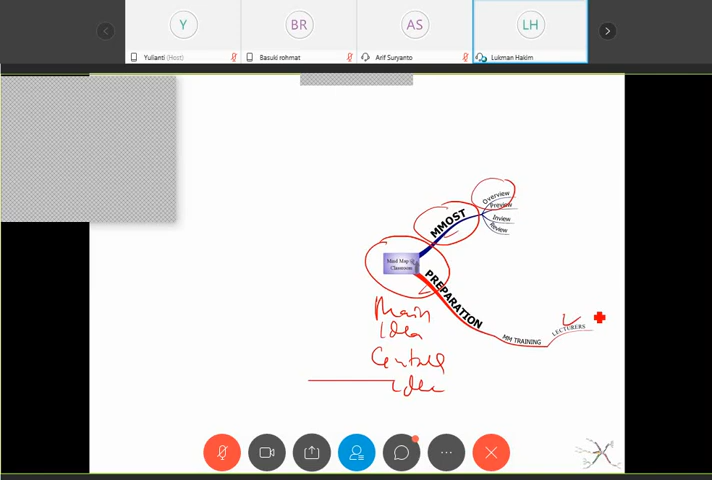 Y
BR
AS
LH
Yulianti (Host)
Basuki rohmat
Arif Suryanto
Lukman Hakim
Overview
Preview
Inview
Review
MMOST
Mind Map @
Classroom
PREPARATION
MM TRAINING
LECTURERS
Main
Idea
Central
idea